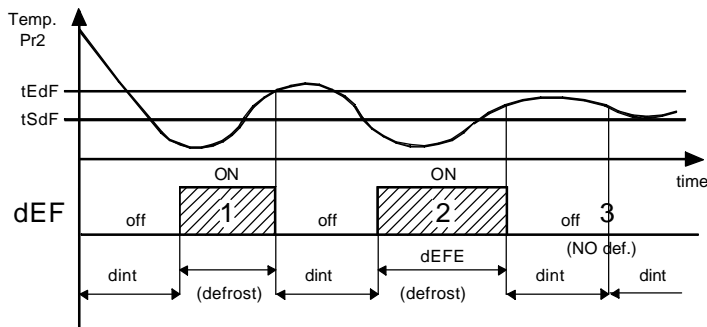 Temp.
Pr2
tEdF
tSdF
time
ON
ON
dEF
off
1
off
2
off
3
(NO def.)
dEFE
dint
dint
dint
dint
(defrost)
(defrost)